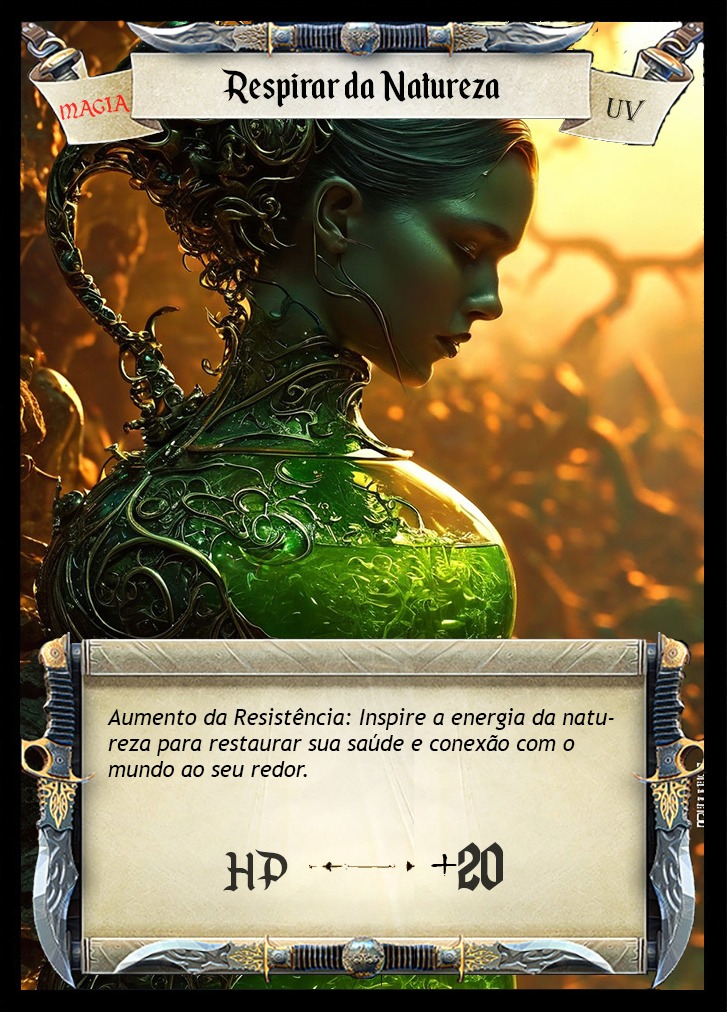 Respirar da Natureza
MAGIA
UV
Aumento da Resistência: Inspire a energia da natu-
reza para restaurar sua saúde e conexão com o
mundo ao seu redor.
HP +20